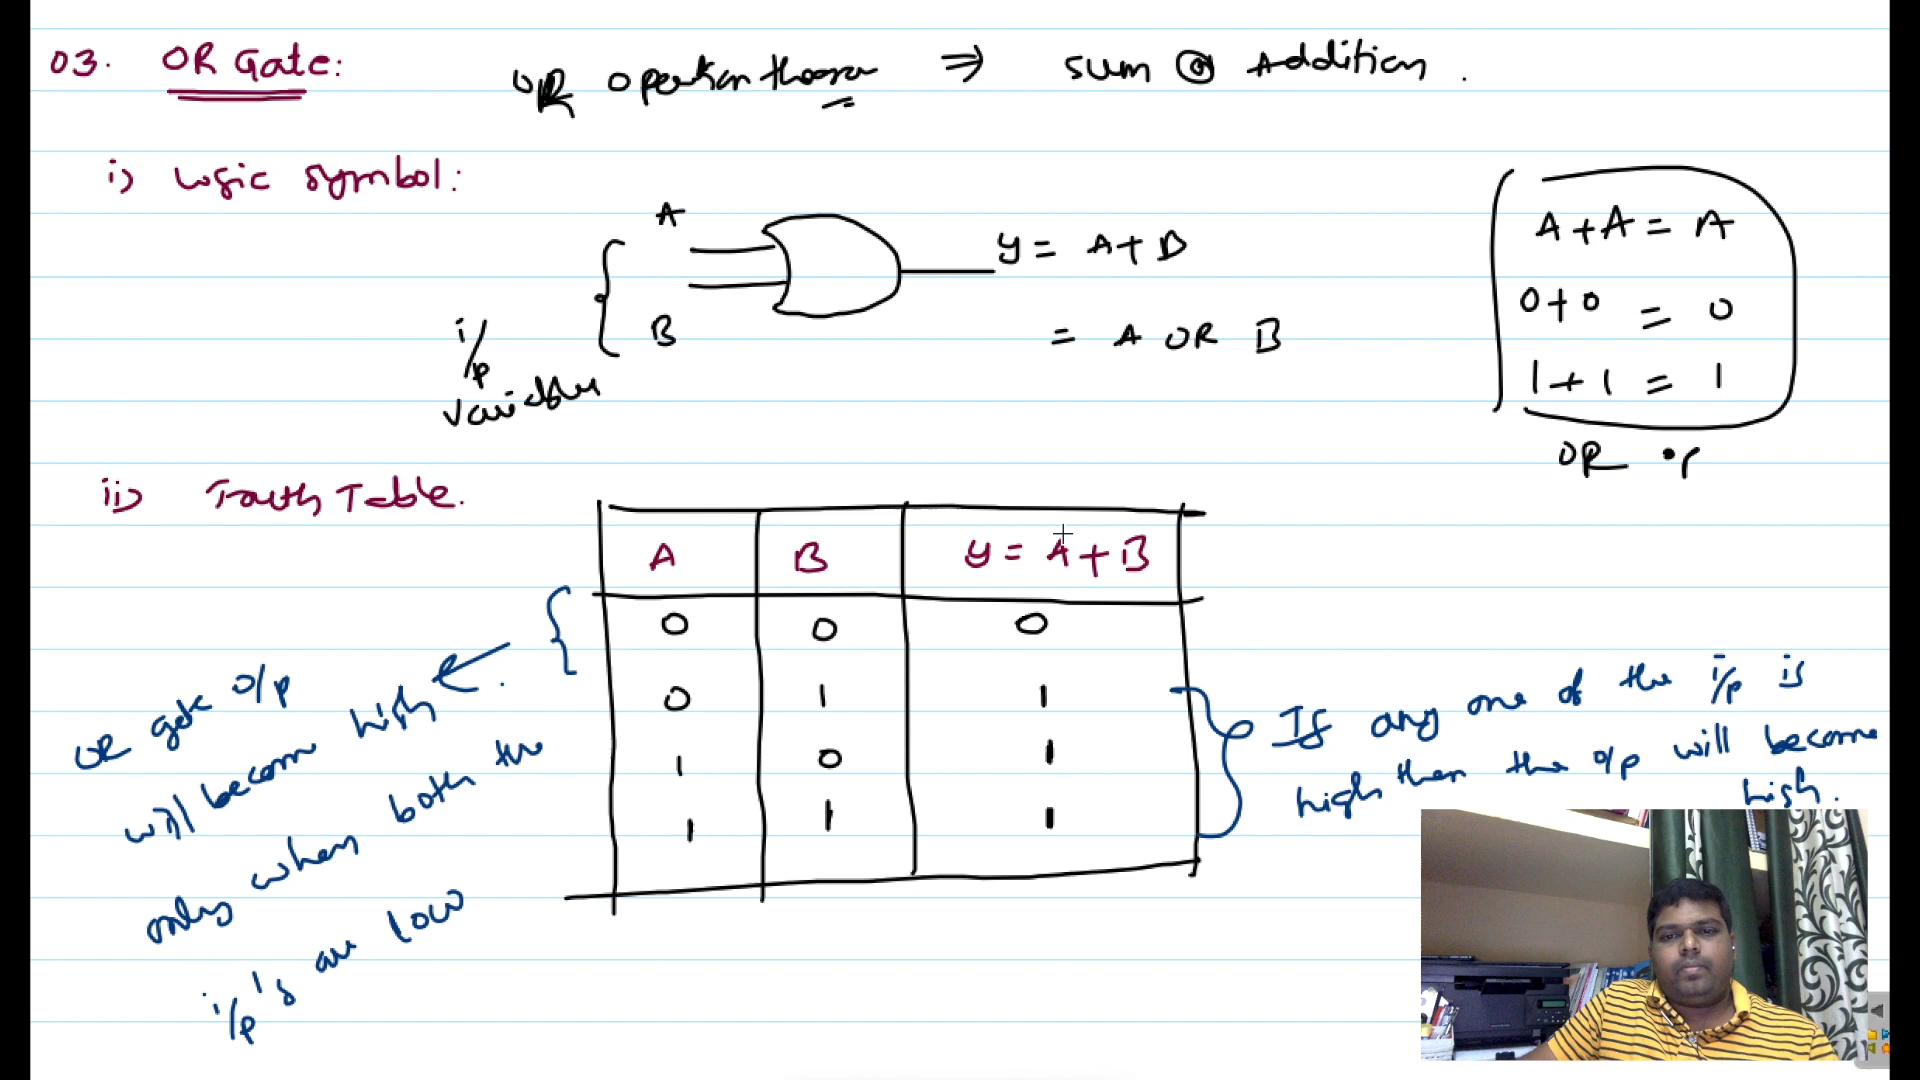 03. OR Gate:
OR operation theorem ⇒ sum @ Addition.
i) Logic Symbol:
A
B
i/p
variables
y = A+B
= A OR B
A+A = A
0+0 = 0
1+1 = 1
OR
ii) Truth Table.
A B y = A+B
0 0 0
0 1 1
1 0 1
1 1 1
OR gate o/p
will become high
only when both the
i/p's are low
If any one of the i/p is
high then the o/p will become
high.